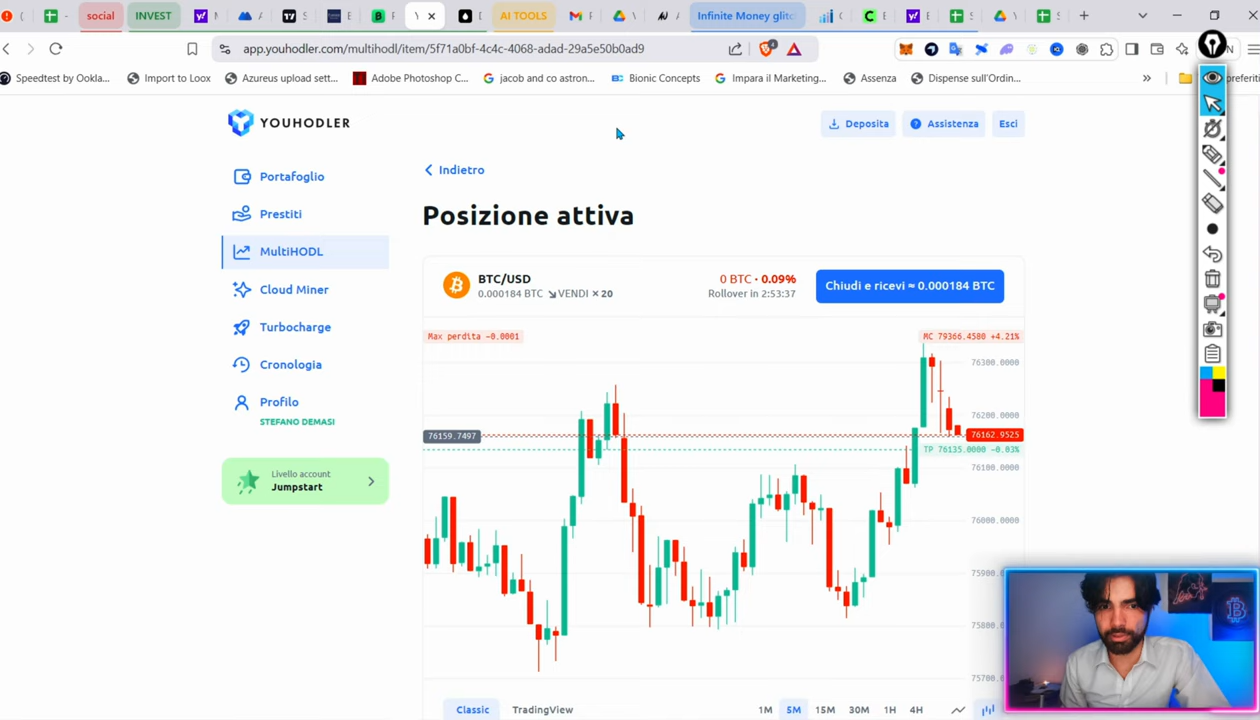 social
INVEST
AI TOOLS
Infinite Money glitc
app.youhodler.com/multihodl/item/5f71a0bf-4c4c-4068-adad-29a5e50b0ad9
Speedtest by Ookla...
Import to Loox
Azureus upload sett...
Adobe Photoshop C...
jacob and co astron...
Bionic Concepts
Impara il Marketing...
Assenza
Dispense sull'Ordin...
YOUHODLER
Deposita
Assistenza
Esci
Portafoglio
Prestiti
MultiHODL
Cloud Miner
Turbocharge
Cronologia
Profilo
STEFANO DEMASI
Livello account
Jumpstart
Indietro
Posizione attiva
BTC/USD
0.000184 BTC ↘VENDI × 20
0 BTC · 0.09%
Rollover in 2:53:37
Chiudi e ricevi ≈ 0.000184 BTC
Max perdita -0.0001
MC 79366.4580 +4.21%
76300.0000
76200.0000
76159.7497
76162.9525
TP 76135.0000 -0.03%
76100.0000
76000.0000
Classic
TradingView
1M
5M
15M
30M
1H
4H